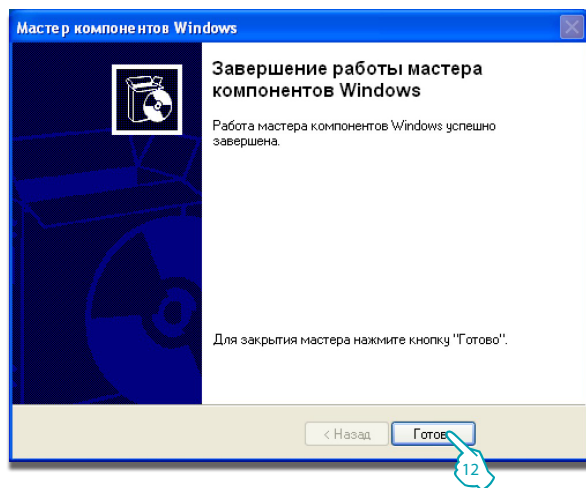 Мастер компонентов Windows
Завершение работы мастера
компонентов Windows
Работа мастера компонентов Windows успешно
завершена.
Для закрытия мастера нажмите кнопку "Готово".
< Назад
Готов
12